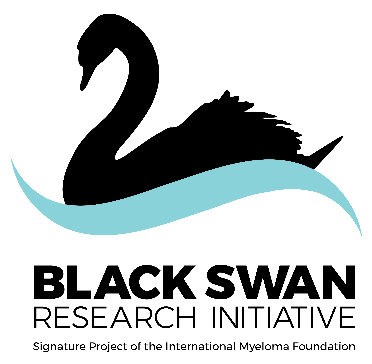 BLACK SWAN
RESEARCH INITIATIVE
Signature Project of the International Myeloma Foundation